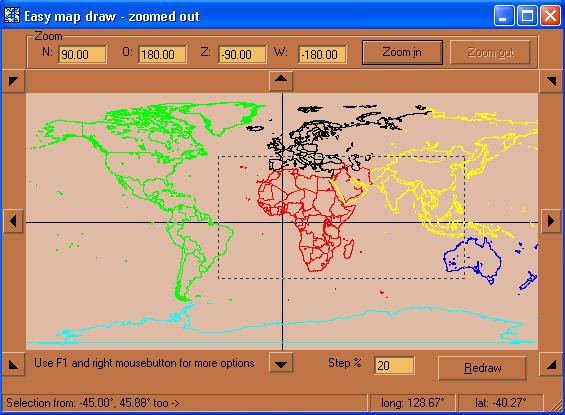 Easy map draw - zoomed out
Zoom
N: 90.00 O: 180.00 Z: -90.00 W: -180.00 Zoom in Zoom out
Use F1 and right mousebutton for more options Step % 20 Redraw
Selection from: -45.00°, 45.88° too -> long: 128.67° lat: -40.27°